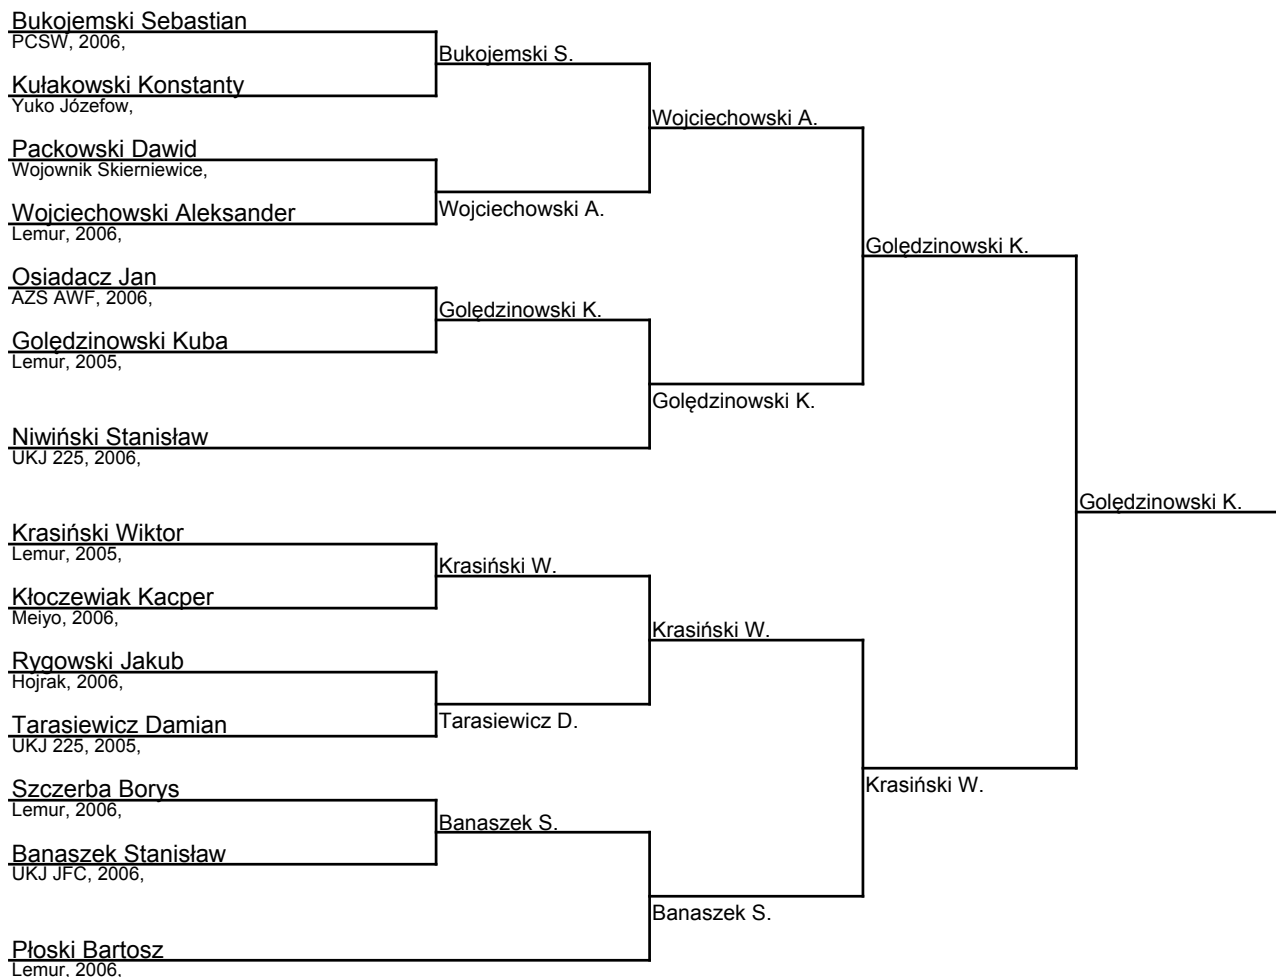 Bukojemski Sebastian
PCSW, 2006,
Bukojemski S.
Kułakowski Konstanty
Yuko Józefow,
Wojciechowski A.
Packowski Dawid
Wojownik Skierniewice,
Wojciechowski Aleksander
Wojciechowski A.
Lemur, 2006,
Golędzinowski K.
Osiadacz Jan
AZS AWF, 2006,
Golędzinowski K.
Golędzinowski Kuba
Lemur, 2005,
Golędzinowski K.
Niwiński Stanisław
UKJ 225, 2006,
Golędzinowski K.
Krasiński Wiktor
Lemur, 2005,
Krasiński W.
Kłoczewiak Kacper
Meiyo, 2006,
Krasiński W.
Rygowski Jakub
Hojrak, 2006,
Tarasiewicz Damian
Tarasiewicz D.
UKJ 225, 2005,
Krasiński W.
Szczerba Borys
Lemur, 2006,
Banaszek S.
Banaszek Stanisław
UKJ JFC, 2006,
Banaszek S.
Płoski Bartosz
Lemur, 2006,